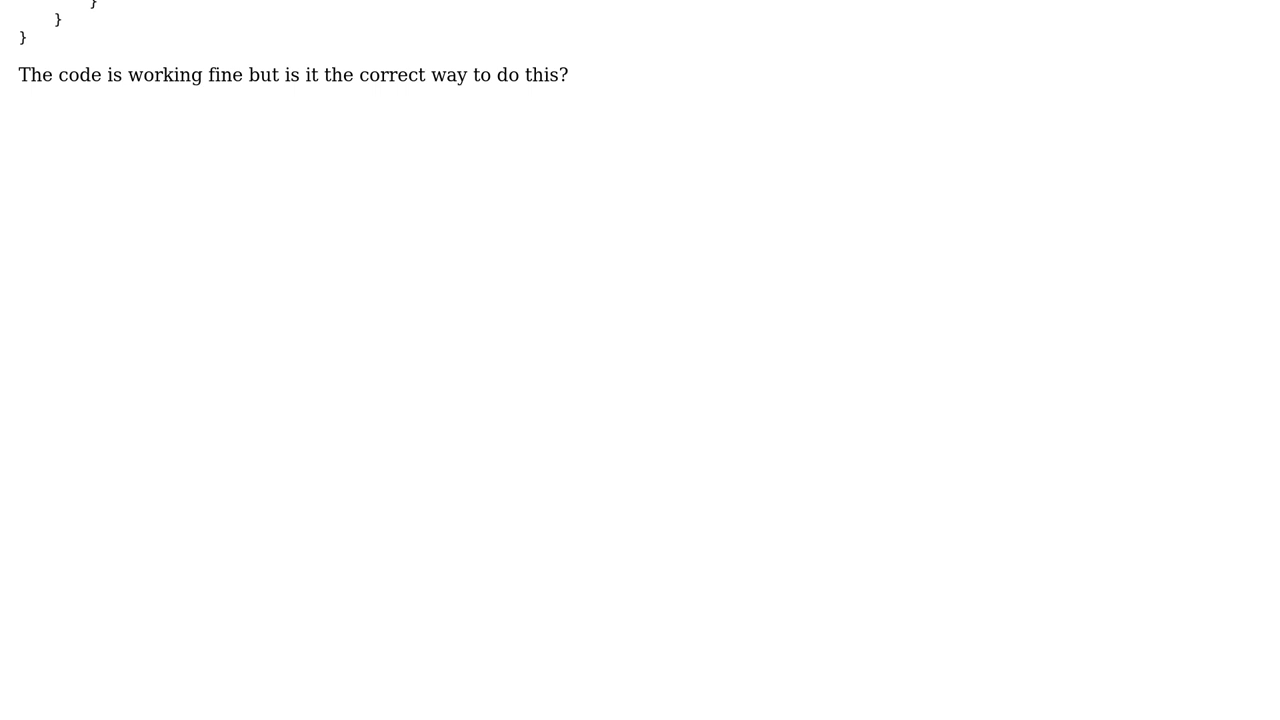 }
    }
}
The code is working fine but is it the correct way to do this?